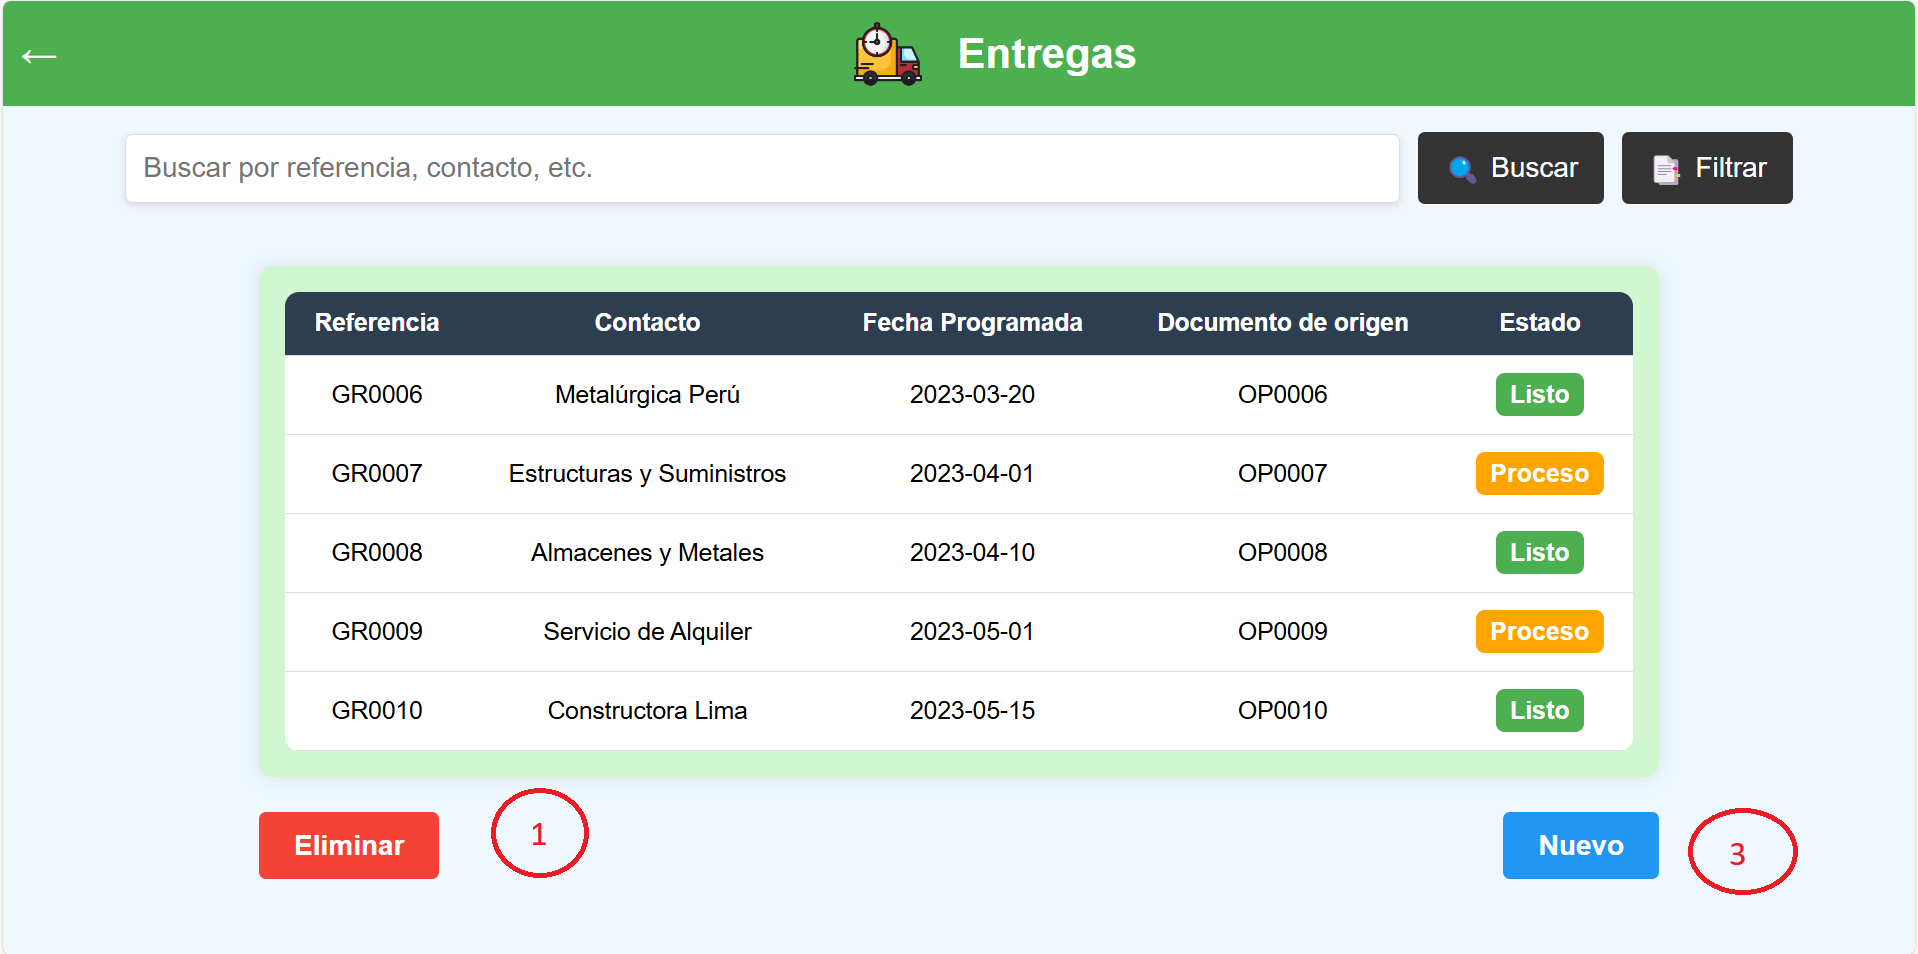 ← Entregas
Buscar por referencia, contacto, etc. Buscar Filtrar
Referencia Contacto Fecha Programada Documento de origen Estado
GR0006 Metalúrgica Perú 2023-03-20 OP0006 Listo
GR0007 Estructuras y Suministros 2023-04-01 OP0007 Proceso
GR0008 Almacenes y Metales 2023-04-10 OP0008 Listo
GR0009 Servicio de Alquiler 2023-05-01 OP0009 Proceso
GR0010 Constructora Lima 2023-05-15 OP0010 Listo
Eliminar 1 Nuevo 3